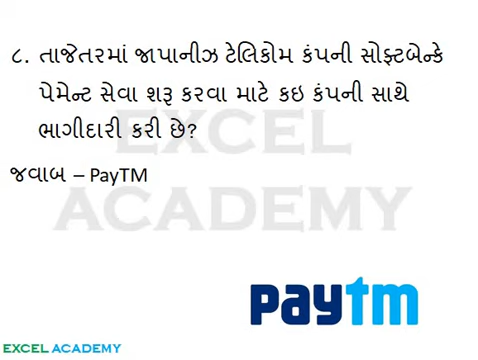 ૮. તાજેતરમાં જાપાનીઝ ટેલિકોમ કંપની સોફ્ટબેન્કે
પેમેન્ટ સેવા શરૂ કરવા માટે કઇ કંપની સાથે
ભાગીદારી કરી છે?
EXCEL
જવાબ – PayTM
ACADEMY
paytm
EXCEL ACADEMY